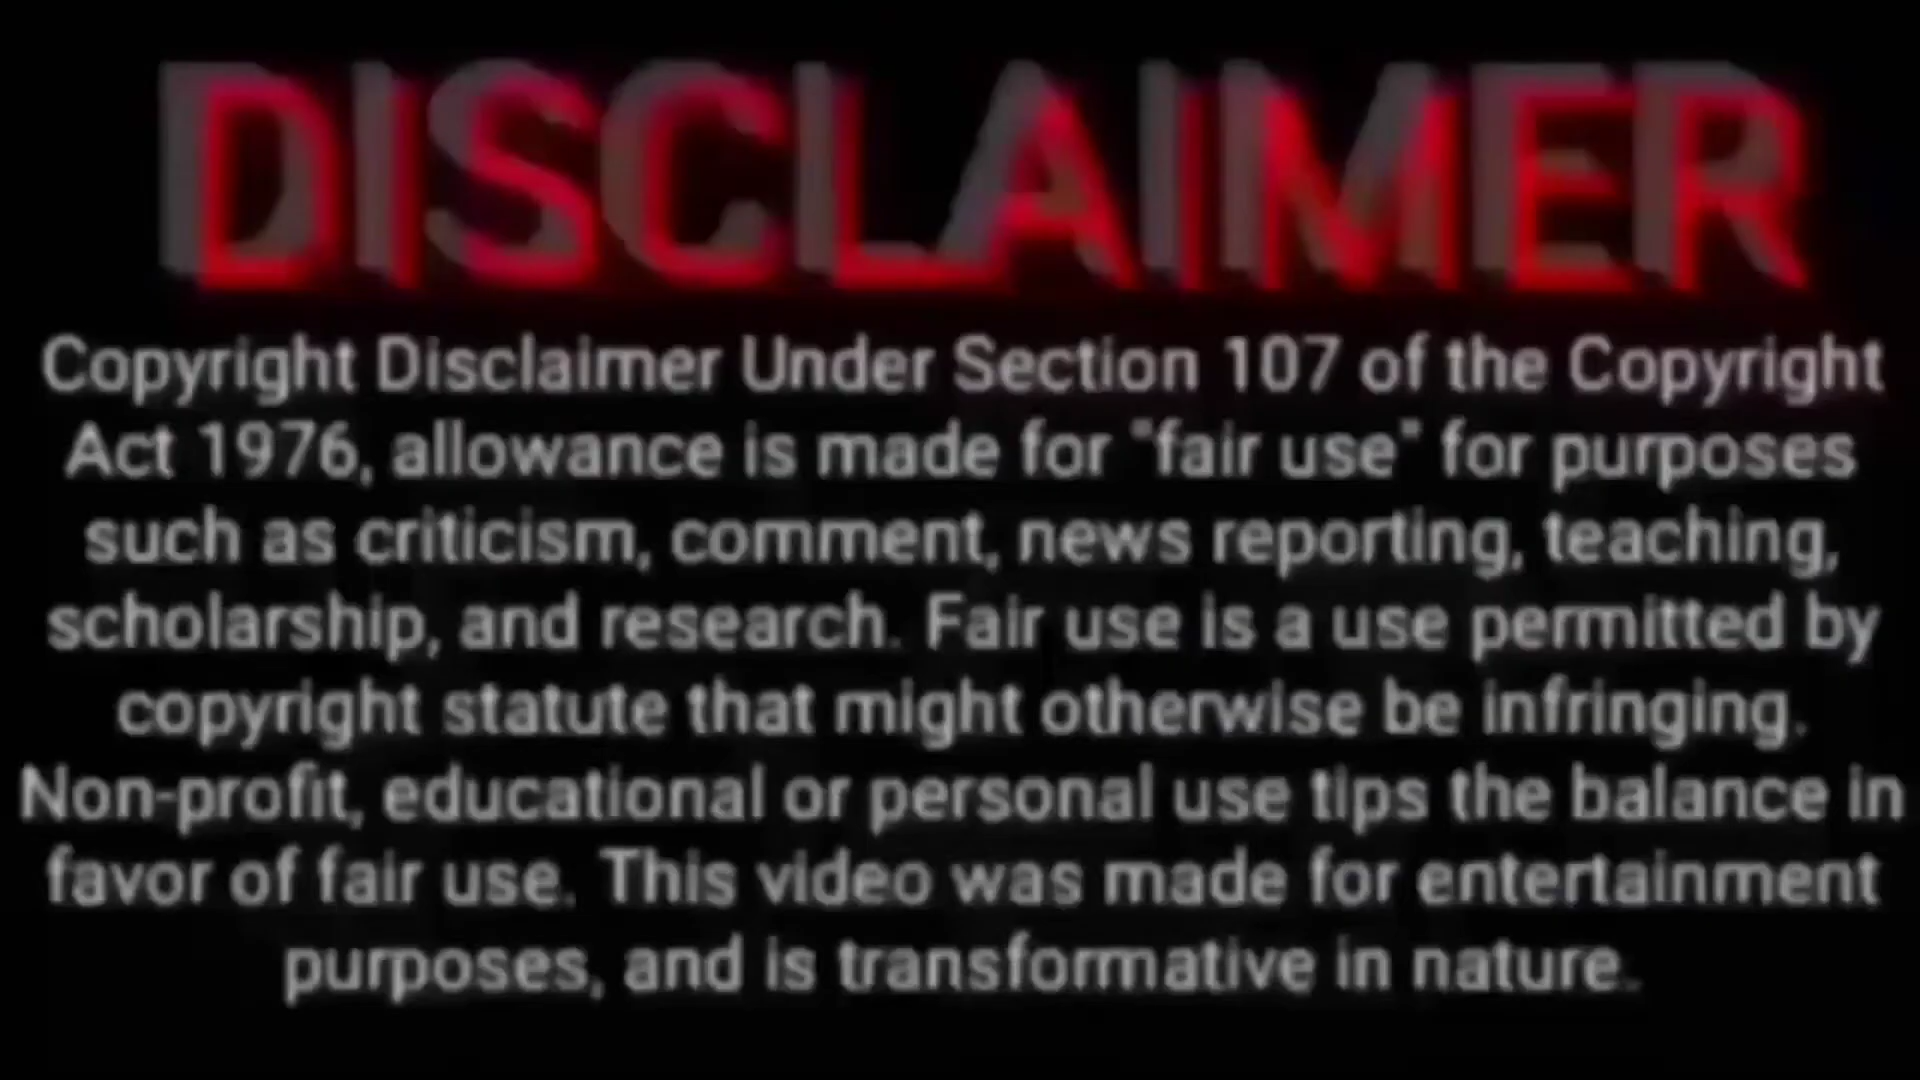 DISCLAIMER
Copyright Disclaimer Under Section 107 of the Copyright
Act 1976, allowance is made for "fair use" for purposes
such as criticism, comment, news reporting, teaching,
scholarship, and research. Fair use is a use permitted by
copyright statute that might otherwise be infringing.
Non-profit, educational or personal use tips the balance in
favor of fair use. This video was made for entertainment
purposes, and is transformative in nature.